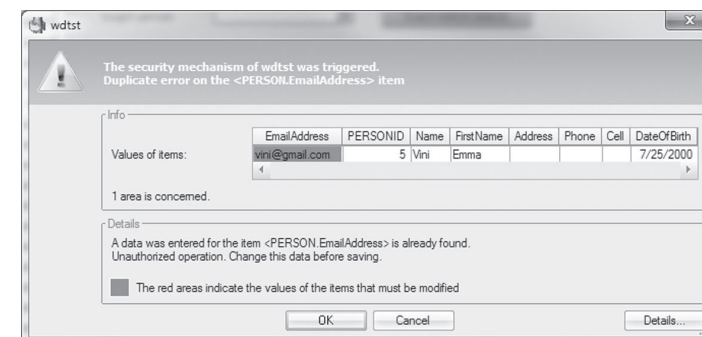 wdtst
The security mechanism of wdtst was triggered.
Duplicate error on the <PERSON.EmailAddress> item
Info
EmailAddress PERSONID Name FirstName Address Phone Cell DateOfBirth
Values of items: vini@gmail.com 5 Vini Emma 7/25/2000
1 area is concerned.
Details
A data was entered for the item <PERSON.EmailAddress> is already found.
Unauthorized operation. Change this data before saving.
The red areas indicate the values of the items that must be modified
OK Cancel Details...